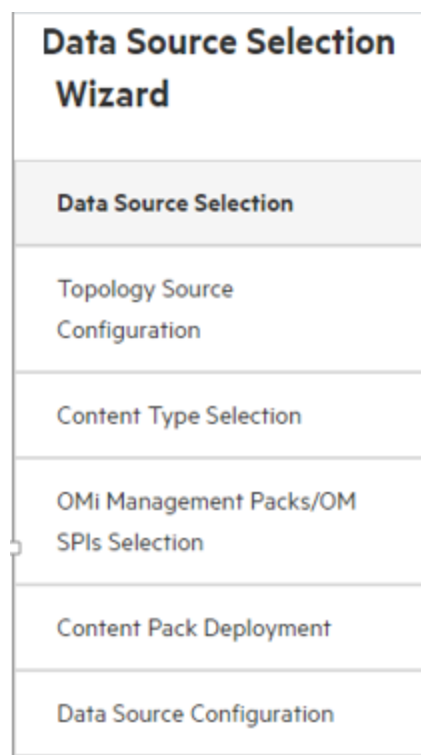 Data Source Selection
Wizard
Data Source Selection
Topology Source
Configuration
Content Type Selection
OMi Management Packs/OM
SPIs Selection
Content Pack Deployment
Data Source Configuration